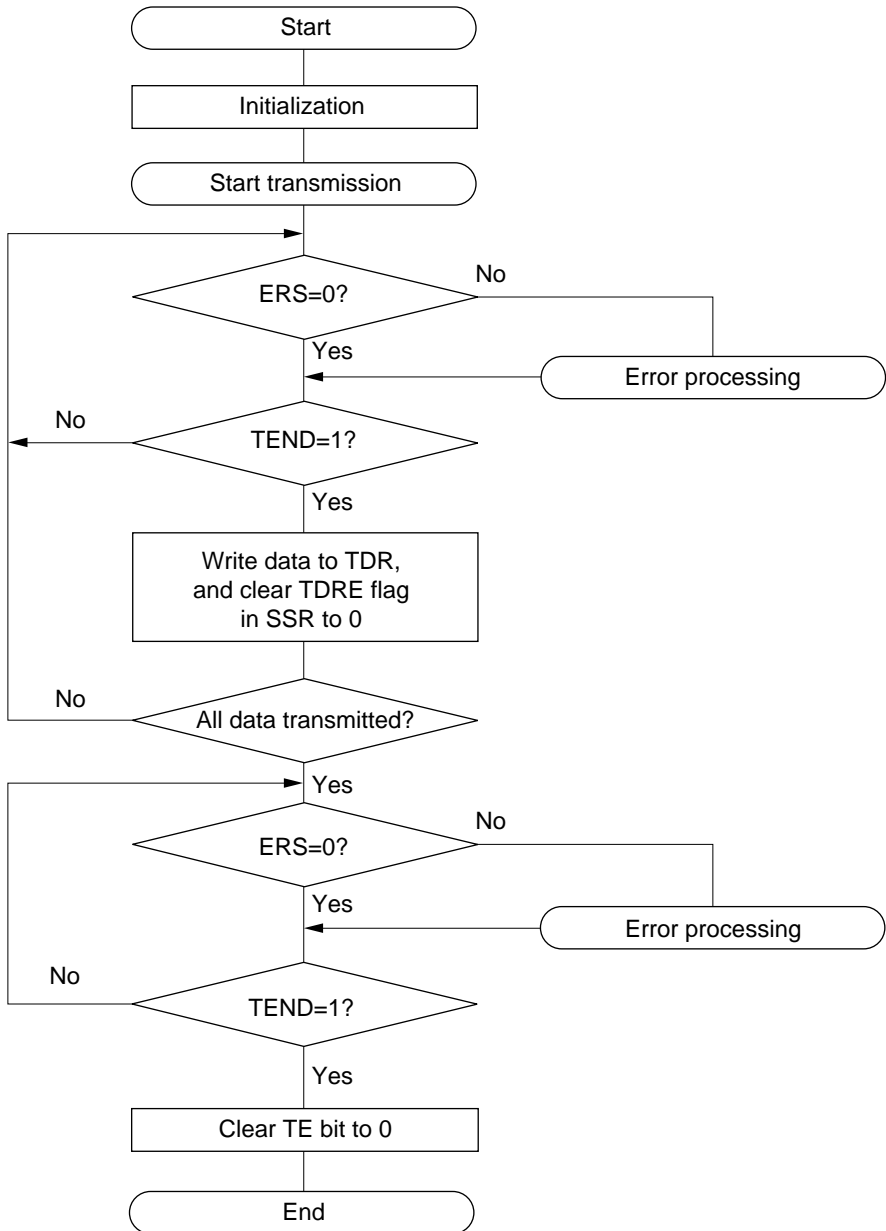 Start
Initialization
Start transmission
ERS=0?
No
Yes
Error processing
No
TEND=1?
Yes
Write data to TDR,
and clear TDRE flag
in SSR to 0
No
All data transmitted?
Yes
ERS=0?
No
Yes
Error processing
No
TEND=1?
Yes
Clear TE bit to 0
End